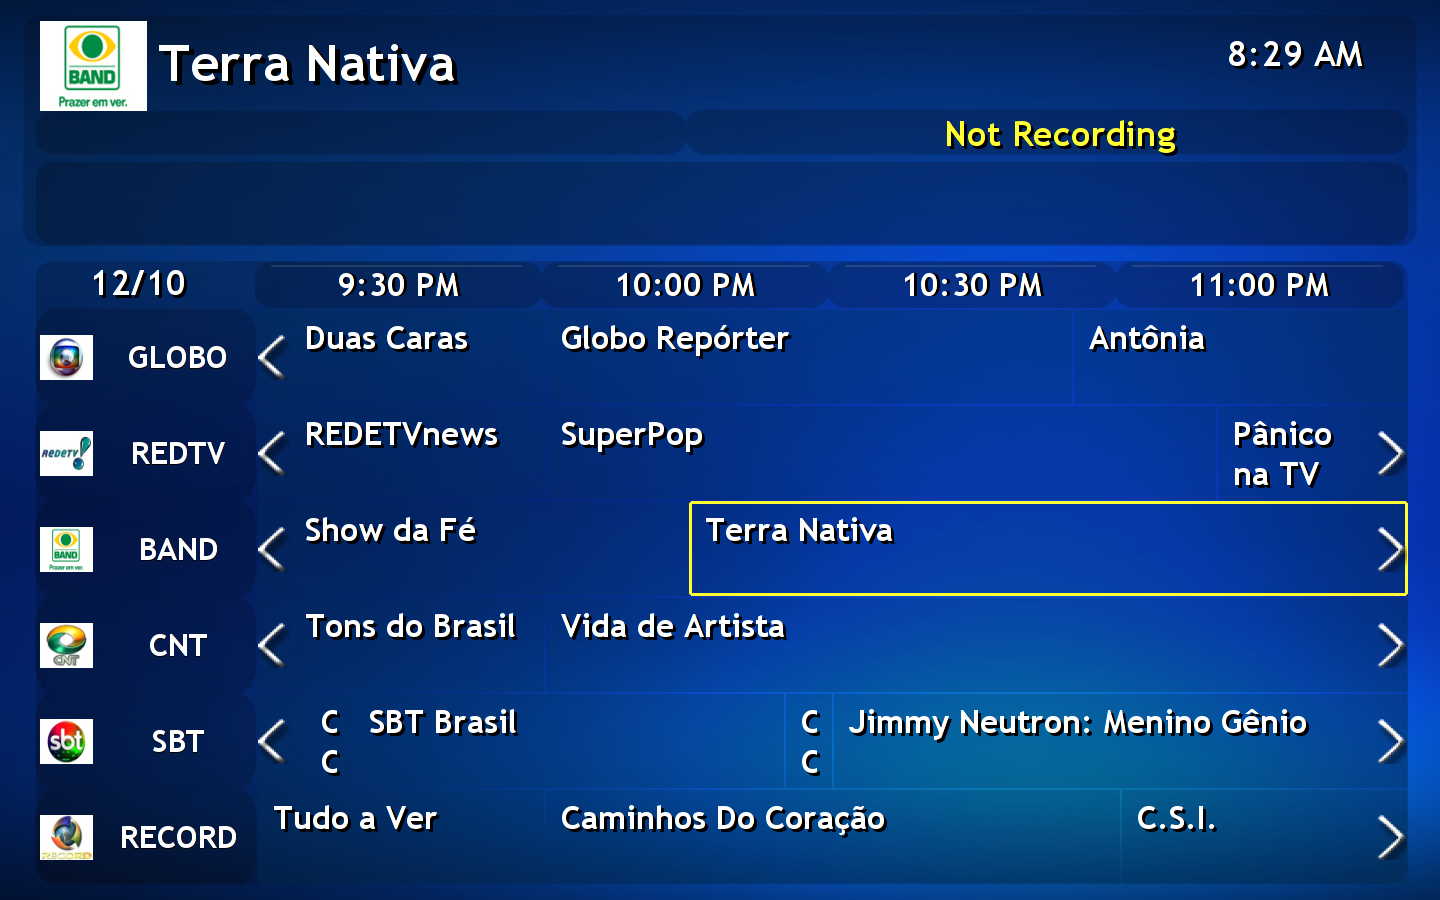 BAND
Prazer em ver.
Terra Nativa
8:29 AM
Not Recording
12/10
9:30 PM
10:00 PM
10:30 PM
11:00 PM
GLOBO
Duas Caras
Globo Repórter
Antônia
REDETV!
REDTV
REDETVnews
SuperPop
Pânico
na TV
BAND
Prazer em ver.
BAND
Show da Fé
Terra Nativa
CNT
CNT
Tons do Brasil
Vida de Artista
sbt
SBT
C
C
SBT Brasil
C
C
Jimmy Neutron: Menino Gênio
RECORD
RECORD
Tudo a Ver
Caminhos Do Coração
C.S.I.